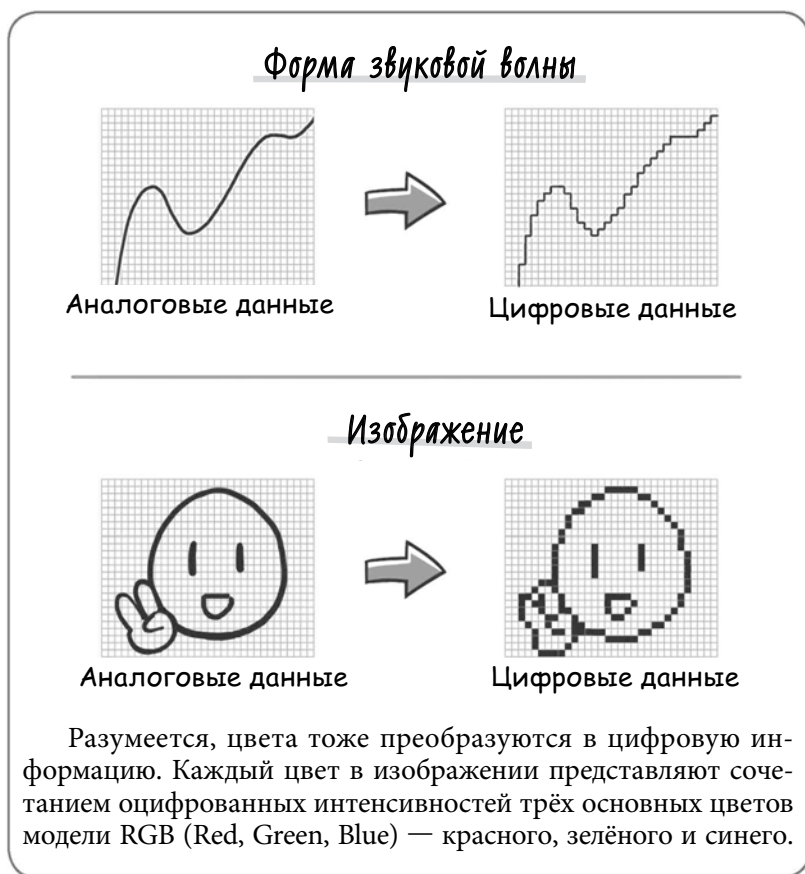 Форма звуковой волны
Аналоговые данные
Цифровые данные
Изображение
Аналоговые данные
Цифровые данные
Разумеется, цвета тоже преобразуются в цифровую ин-
формацию. Каждый цвет в изображении представляют соче-
танием оцифрованных интенсивностей трёх основных цветов
модели RGB (Red, Green, Blue) — красного, зелёного и синего.